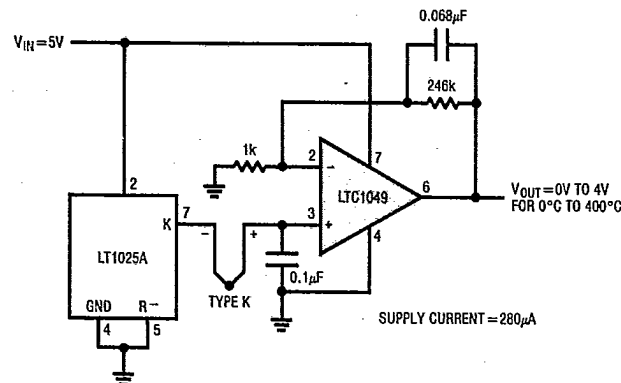 0.068µF
V_IN = 5V
246k
2
1k
2
7
−
LTC1049
6
V_OUT = 0V TO 4V
FOR 0°C TO 400°C
K
7
−
+
3
+
4
LT1025A
0.1µF
TYPE K
GND
R−
4
5
SUPPLY CURRENT = 280µA